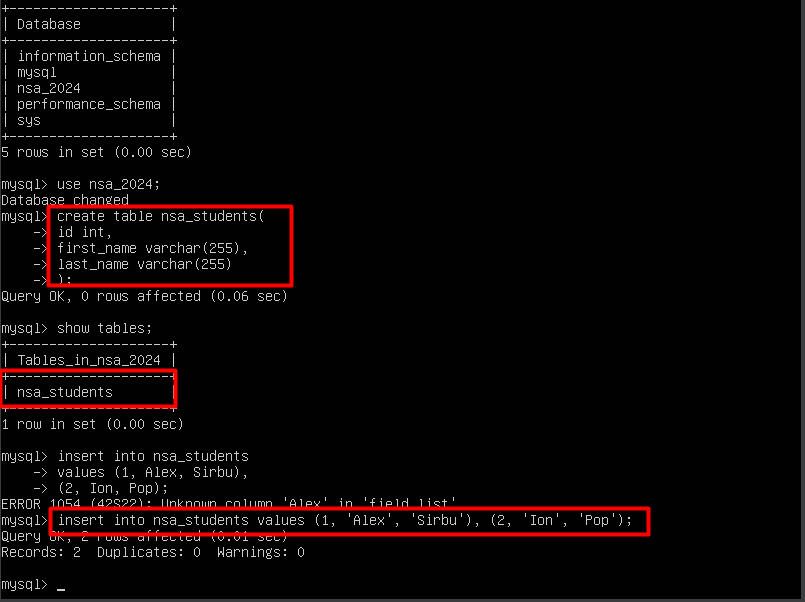 +--------------------+
| Database           |
+--------------------+
| information_schema |
| mysql              |
| nsa_2024           |
| performance_schema |
| sys                |
+--------------------+
5 rows in set (0.00 sec)
mysql> use nsa_2024;
Database changed
mysql> create table nsa_students(
    -> id int,
    -> first_name varchar(255),
    -> last_name varchar(255)
    -> );
Query OK, 0 rows affected (0.06 sec)
mysql> show tables;
+--------------------+
| Tables_in_nsa_2024 |
+--------------------+
| nsa_students       |
+--------------------+
1 row in set (0.00 sec)
mysql> insert into nsa_students
    -> values (1, Alex, Sirbu),
    -> (2, Ion, Pop);
ERROR 1054 (42S22): Unknown column 'Alex' in 'field list'
mysql> insert into nsa_students values (1, 'Alex', 'Sirbu'), (2, 'Ion', 'Pop');
Query OK, 2 rows affected (0.01 sec)
Records: 2  Duplicates: 0  Warnings: 0
mysql> _